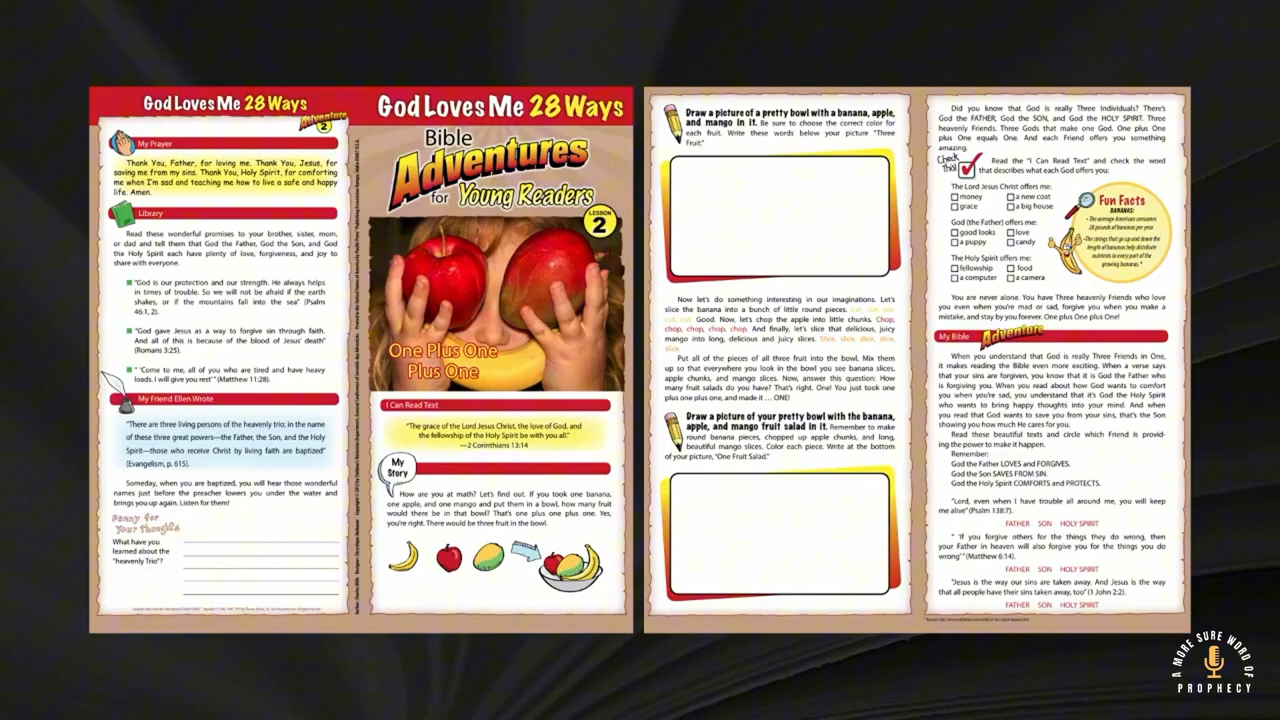 God Loves Me 28 Ways
Adventure
2
My Prayer
Thank You, Father, for loving me. Thank You, Jesus, for
saving me from my sins. Thank You, Holy Spirit, for comforting
me when I'm sad and teaching me how to live a safe and happy
life. Amen.
Library
Read these wonderful promises to your brother, sister, mom,
or dad and tell them that God the Father, God the Son, and God
the Holy Spirit each have plenty of love, forgiveness, and joy to
share with everyone.
"God is our protection and our strength. He always helps
in times of trouble. So we will not be afraid if the earth
shakes, or if the mountains fall into the sea" (Psalm
46:1, 2).
"God gave Jesus as a way to forgive sin through faith.
And all of this is because of the blood of Jesus' death"
(Romans 3:25).
" 'Come to me, all of you who are tired and have heavy
loads. I will give you rest' " (Matthew 11:28).
My Friend Ellen Wrote
"There are three living persons of the heavenly trio; in the name
of these three great powers—the Father, the Son, and the Holy
Spirit—those who receive Christ by living faith are baptized"
(Evangelism, p. 615).
Someday, when you are baptized, you will hear those wonderful
names just before the preacher lowers you under the water and
brings you up again. Listen for them!
Penny for
Your Thoughts
What have you
learned about the
"heavenly Trio"?
God Loves Me 28 Ways
Bible
Adventures
for Young Readers
LESSON
2
One Plus One
Plus One
I Can Read Text
"The grace of the Lord Jesus Christ, the love of God, and
the fellowship of the Holy Spirit be with you all."
—2 Corinthians 13:14
My
Story
How are you at math? Let's find out. If you took one banana,
one apple, and one mango and put them in a bowl, how many fruit
would there be in that bowl? That's one plus one plus one. Yes,
you're right. There would be three fruit in the bowl.
Draw a picture of a pretty bowl with a banana, apple,
and mango in it. Be sure to choose the correct color for
each fruit. Write these words below your picture "Three
Fruit."
Now let's do something interesting in our imaginations. Let's
slice the banana into a bunch of little round pieces. Cut, cut, cut,
cut, cut. Good. Now, let's chop the apple into little chunks. Chop,
chop, chop, chop, chop. And finally, let's slice that delicious, juicy
mango into long, delicious and juicy slices. Slice, slice, slice, slice,
slice.
Put all of the pieces of all three fruit into the bowl. Mix them
up so that everywhere you look in the bowl you see banana slices,
apple chunks, and mango slices. Now, answer this question: How
many fruit salads do you have? That's right. One! You just took one
plus one plus one, and made it ... ONE!
Draw a picture of your pretty bowl with the banana,
apple, and mango fruit salad in it. Remember to make
round banana pieces, chopped up apple chunks, and long,
beautiful mango slices. Color each piece. Write at the bottom
of your picture, "One Fruit Salad."
Did you know that God is really Three Individuals? There's
God the FATHER, God the SON, and God the HOLY SPIRIT. Three
heavenly Friends. Three Gods that make one God. One plus One
plus One equals One. And each Friend offers you something
amazing.
Check
This!
Read the "I Can Read Text" and check the word
that describes what each God offers you:
The Lord Jesus Christ offers me:
money a new coat
grace a big house
God (the Father) offers me:
good looks love
a puppy candy
The Holy Spirit offers me:
fellowship food
a computer a camera
Fun Facts
BANANAS:
• The average American consumes
28 pounds of bananas per year.
• The strings that go up and down the
length of bananas help distribute
nutrients to every part of the
growing bananas.*
You are never alone. You have Three heavenly Friends who love
you even when you're mad or sad, forgive you when you make a
mistake, and stay by you forever. One plus One plus One!
My Bible Adventure
When you understand that God is really Three Friends in One,
it makes reading the Bible even more exciting. When a verse says
that your sins are forgiven, you know that it is God the Father who
is forgiving you. When you read about how God wants to comfort
you when you're sad, you understand that it's God the Holy Spirit
who wants to bring happy thoughts into your mind. And when
you read that God wants to save you from your sins, that's the Son
showing you how much He cares for you.
Read these beautiful texts and circle which Friend is provid-
ing the power to make it happen.
Remember:
God the Father LOVES and FORGIVES.
God the Son SAVES FROM SIN.
God the Holy Spirit COMFORTS and PROTECTS.
"Lord, even when I have trouble all around me, you will keep
me alive" (Psalm 138:7).
FATHER SON HOLY SPIRIT
" 'If you forgive others for the things they do wrong, then
your Father in heaven will also forgive you for the things you do
wrong' " (Matthew 6:14).
FATHER SON HOLY SPIRIT
"Jesus is the way our sins are taken away. And Jesus is the way
that all people have their sins taken away, too" (1 John 2:2).
FATHER SON HOLY SPIRIT
A MORE SURE WORD OF
PROPHECY